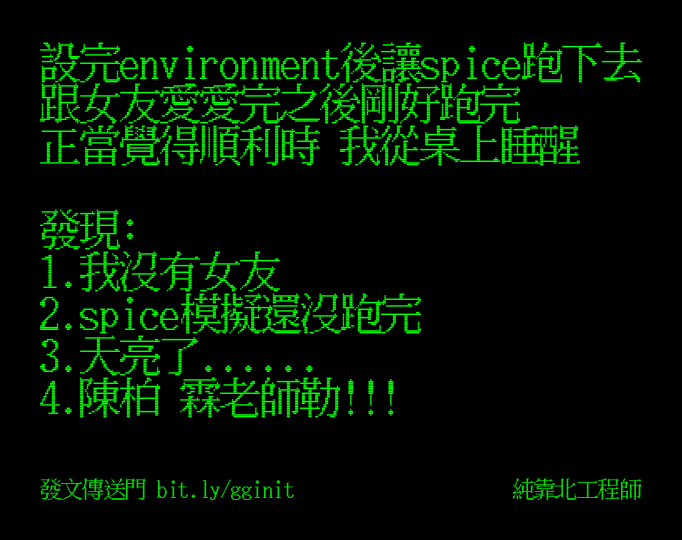 設完environment後讓spice跑下去
跟女友愛愛完之後剛好跑完
正當覺得順利時 我從桌上睡醒
發現:
1.我沒有女友
2.spice模擬還沒跑完
3.天亮了......
4.陳柏 霖老師勒!!!
發文傳送門 bit.ly/gginit
純靠北工程師